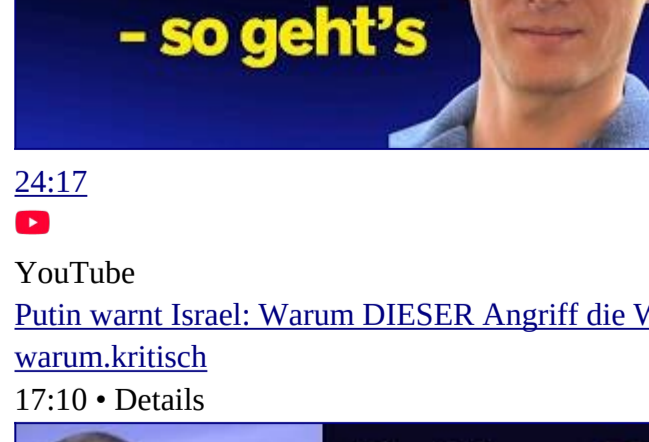 - so geht's
24:17
YouTube
Putin warnt Israel: Warum DIESER Angriff die
warum.kritisch
17:10 • Details